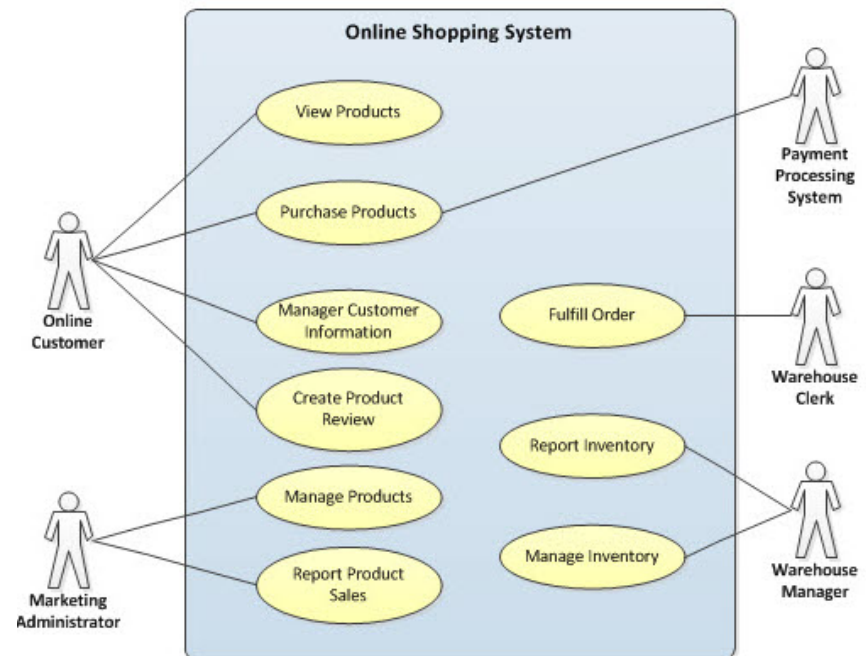 Online Shopping System
View Products
Purchase Products
Manager Customer
Information
Create Product
Review
Manage Products
Report Product
Sales
Fulfill Order
Report Inventory
Manage Inventory
Online
Customer
Marketing
Administrator
Payment
Processing
System
Warehouse
Clerk
Warehouse
Manager